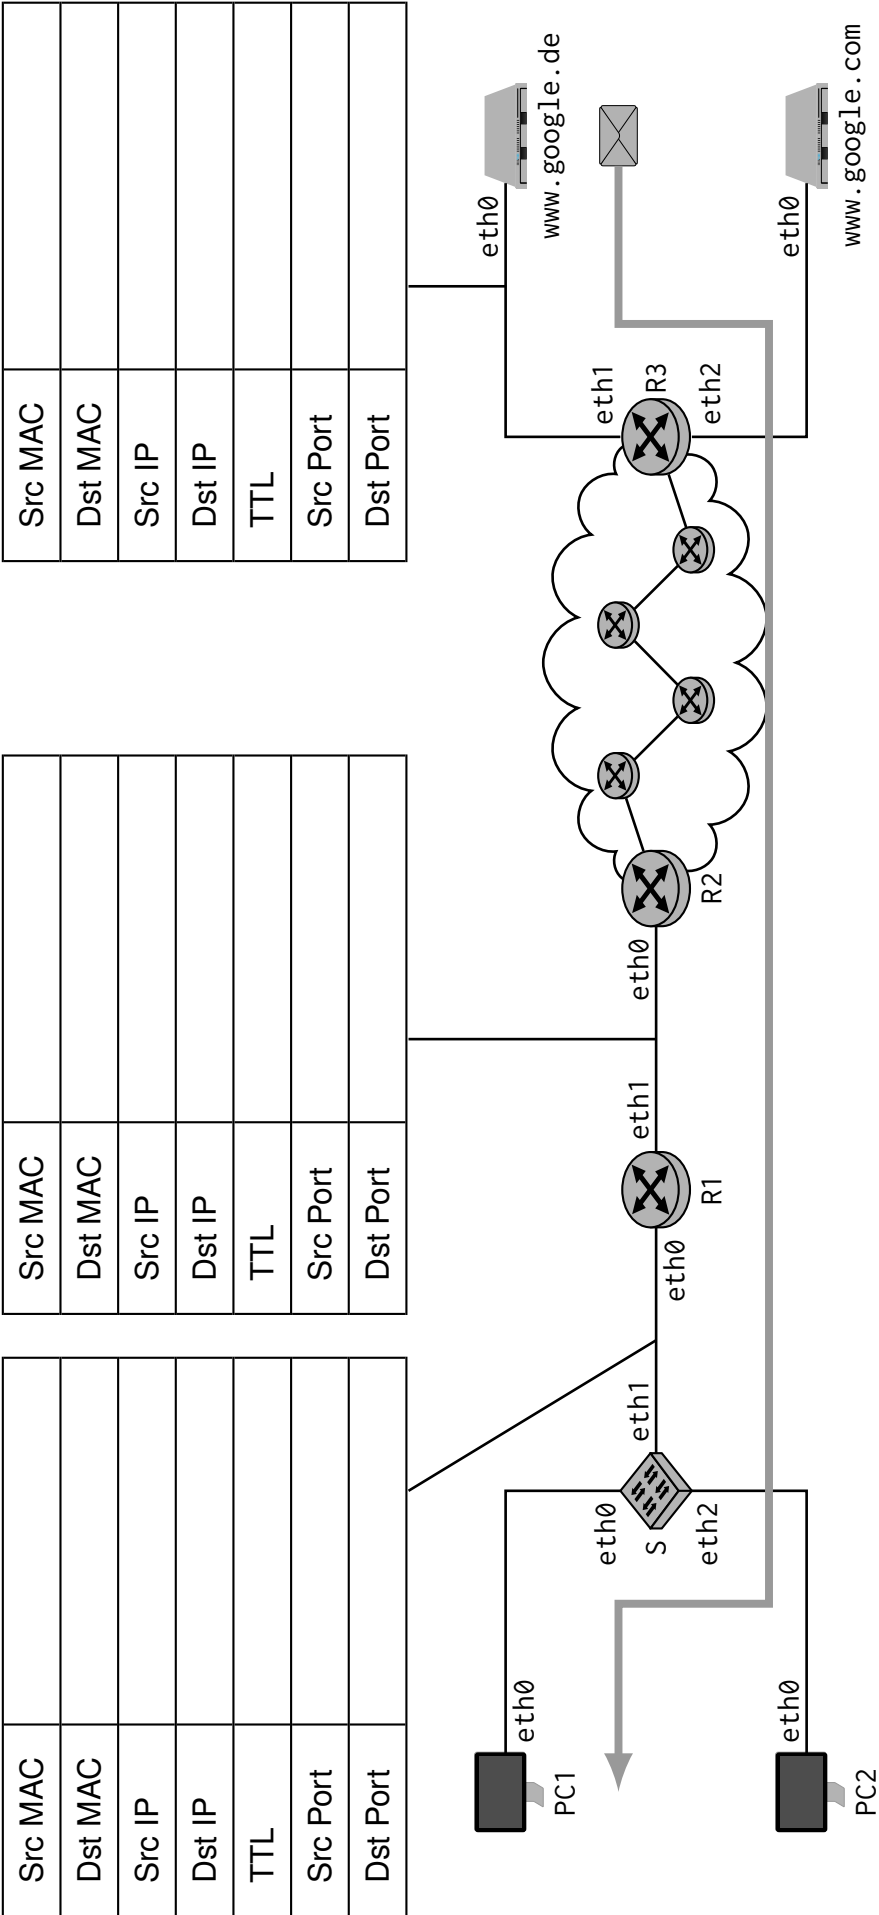 Src MAC
Dst MAC
Src IP
Dst IP
TTL
Src Port
Dst Port
Src MAC
Dst MAC
Src IP
Dst IP
TTL
Src Port
Dst Port
Src MAC
Dst MAC
Src IP
Dst IP
TTL
Src Port
Dst Port
PC1
eth0
eth0
S
eth1
eth2
eth0
PC2
eth0
R1
eth1
eth0
R2
eth1
R3
eth2
eth0
www.google.de
eth0
www.google.com